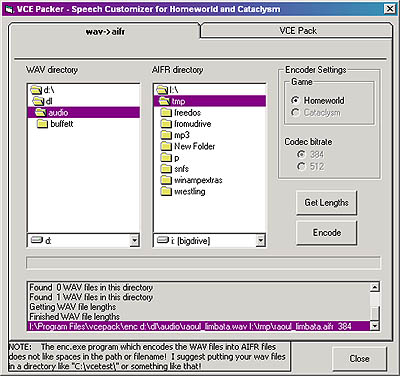 VCE Packer - Speech Customizer for Homeworld and Cataclysm
wav->aifr
VCE Pack
WAV directory
AIFR directory
Encoder Settings
d:\
dl
audio
buffett
I:\
tmp
freedos
fromudrive
mp3
New Folder
p
snfs
winampextras
wrestling
Game
Homeworld
Cataclysm
Codec bitrate
384
512
Get Lengths
Encode
d:
i: [bigdrive]
Found 0 WAV files in this directory
Found 1 WAV files in this directory
Getting WAV file lengths
Finished WAV file lengths
I:\Program Files\vcepack\enc d:\dl\audio\raoul_limbata.wav I:\tmp\raoul_limbata.aifr 384
NOTE: The enc.exe program which encodes the WAV files into AIFR files
does not like spaces in the path or filename! I suggest putting your wav files
in a directory like "C:\vcetest\" or something like that!
Close